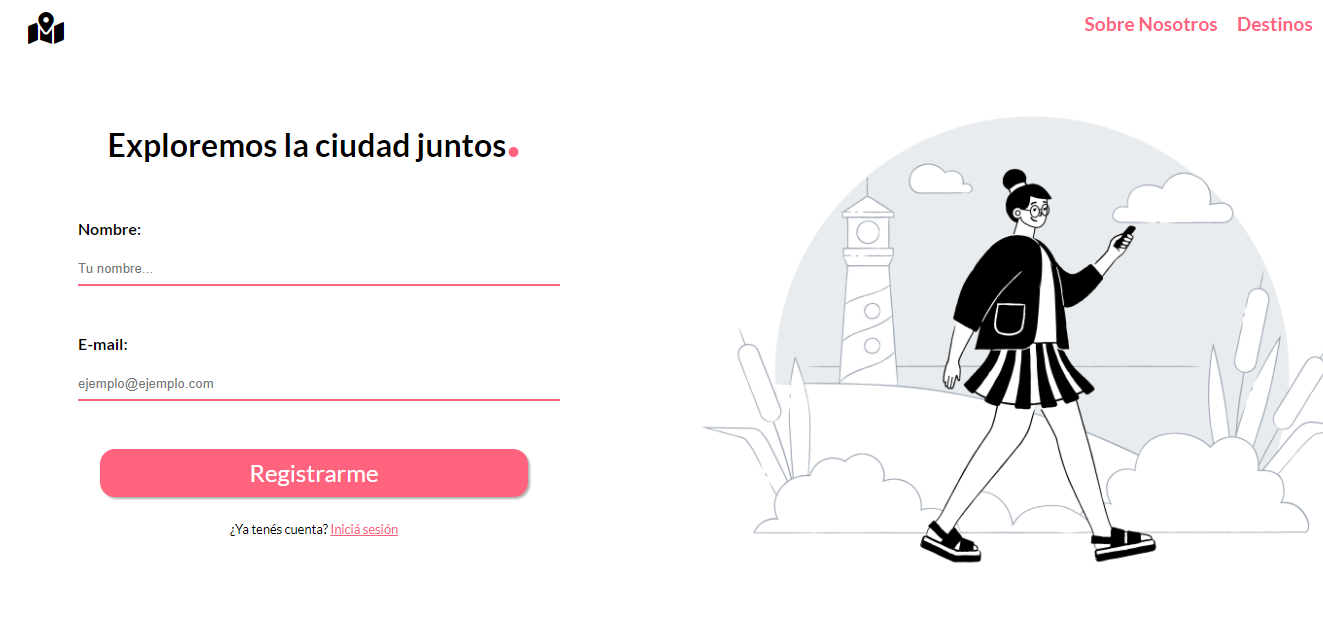 Sobre Nosotros Destinos
Exploremos la ciudad juntos.
Nombre:
Tu nombre...
E-mail:
ejemplo@ejemplo.com
Registrarme
¿Ya tenés cuenta? Iniciá sesión